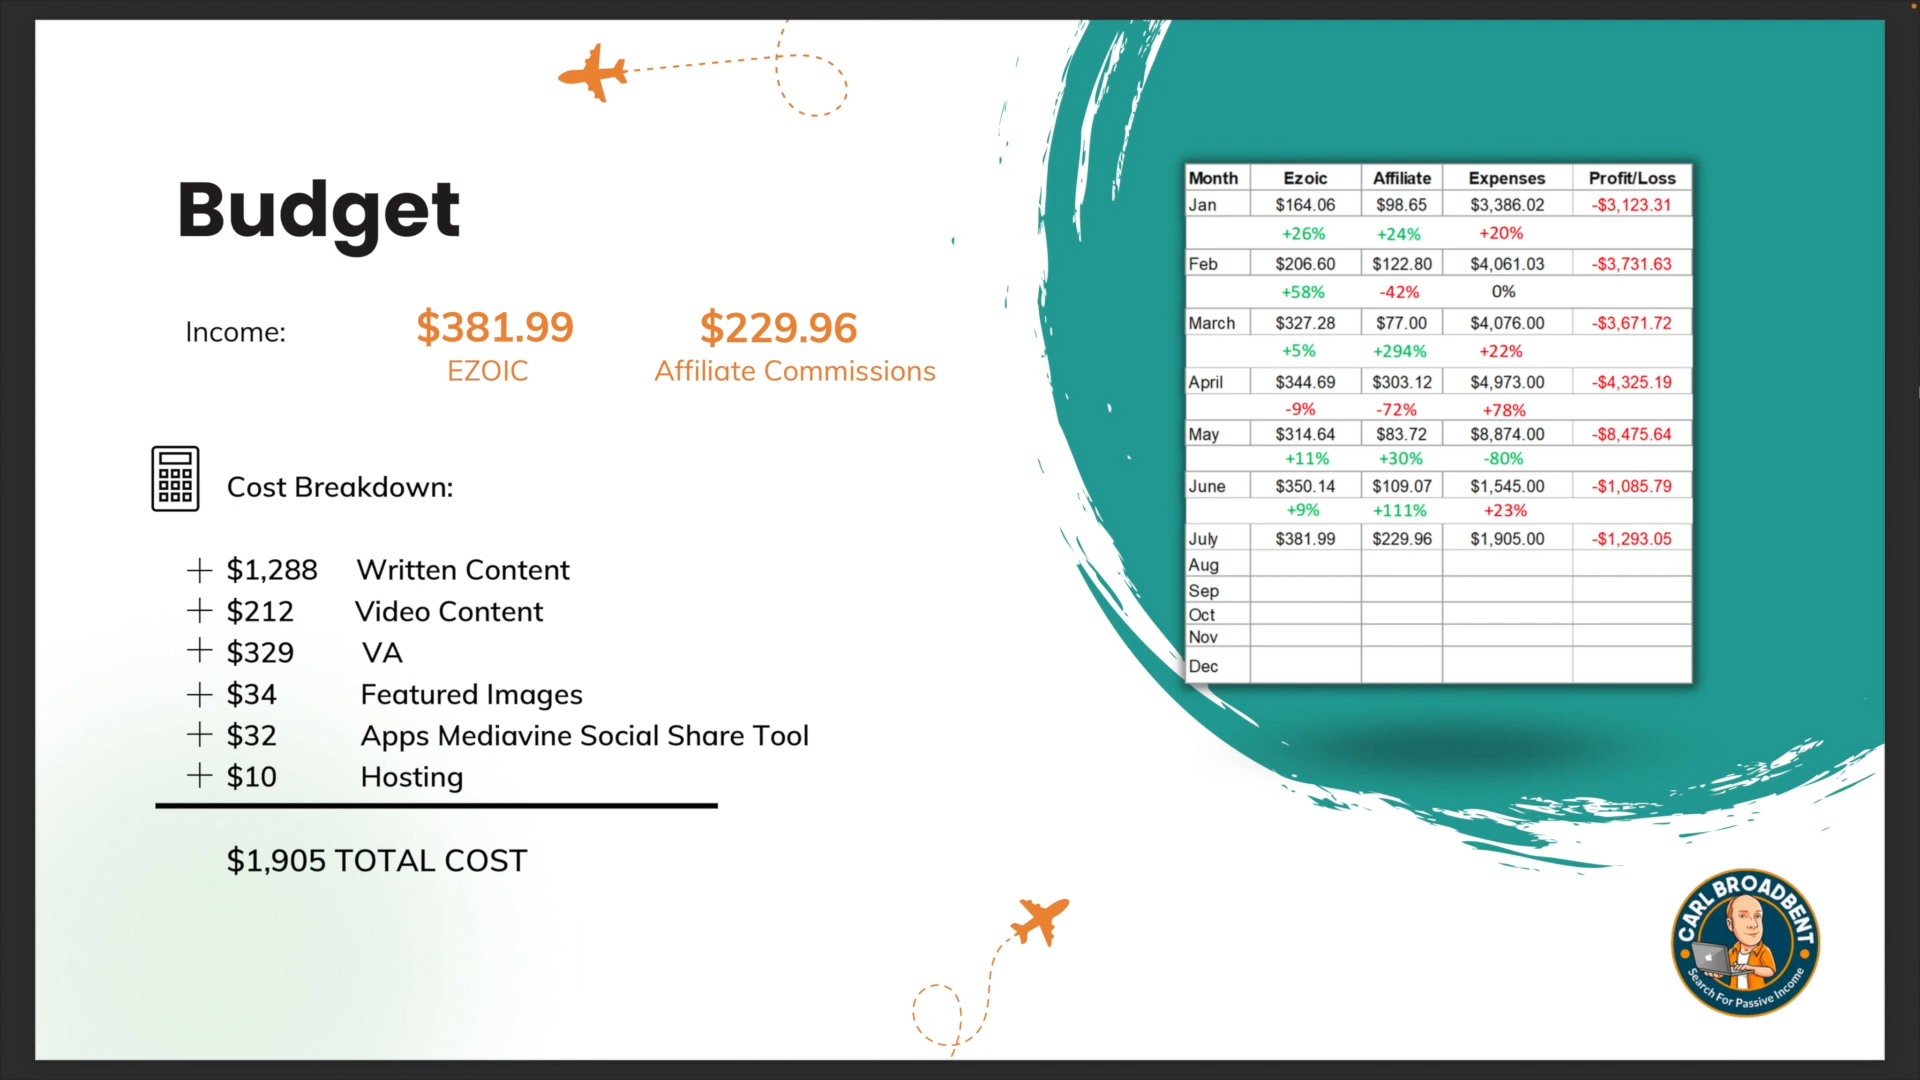 Budget
Income:
$381.99
EZOIC
$229.96
Affiliate Commissions
Cost Breakdown:
$1,288 Written Content
$212 Video Content
$329 VA
$34 Featured Images
$32 Apps Mediavine Social Share Tool
$10 Hosting
$1,905 TOTAL COST
Month Ezoic Affiliate Expenses Profit/Loss
Jan $164.06 $98.65 $3,386.02 -$3,123.31
+26% +24% +20%
Feb $206.60 $122.80 $4,061.03 -$3,731.63
+58% -42% 0%
March $327.28 $77.00 $4,076.00 -$3,671.72
+5% +294% +22%
April $344.69 $303.12 $4,973.00 -$4,325.19
-9% -72% +78%
May $314.64 $83.72 $8,874.00 -$8,475.64
+11% +30% -80%
June $350.14 $109.07 $1,545.00 -$1,085.79
+9% +111% +23%
July $381.99 $229.96 $1,905.00 -$1,293.05
Aug
Sep
Oct
Nov
Dec
CARL BROADBENT
Search For Passive Income